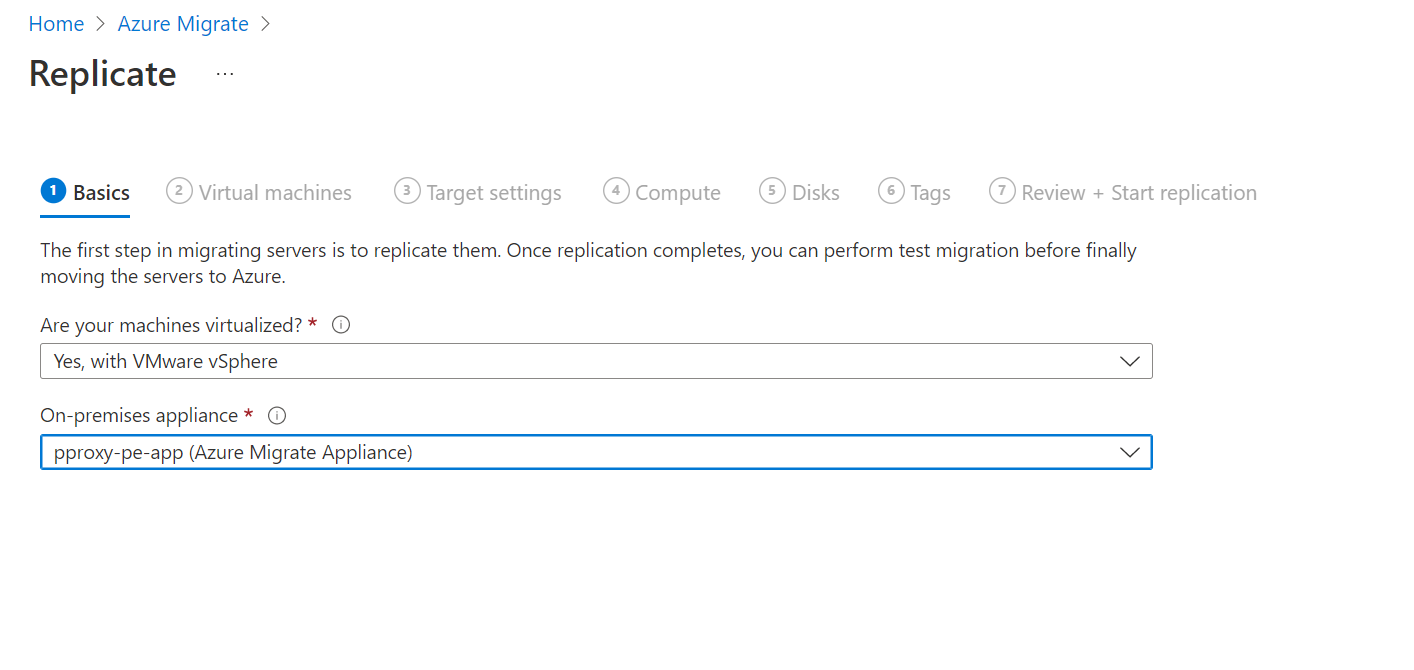 Home > Azure Migrate >
Replicate ...
1 Basics 2 Virtual machines 3 Target settings 4 Compute 5 Disks 6 Tags 7 Review + Start replication
The first step in migrating servers is to replicate them. Once replication completes, you can perform test migration before finally
moving the servers to Azure.
Are your machines virtualized? * i
Yes, with VMware vSphere
On-premises appliance * i
pproxy-pe-app (Azure Migrate Appliance)